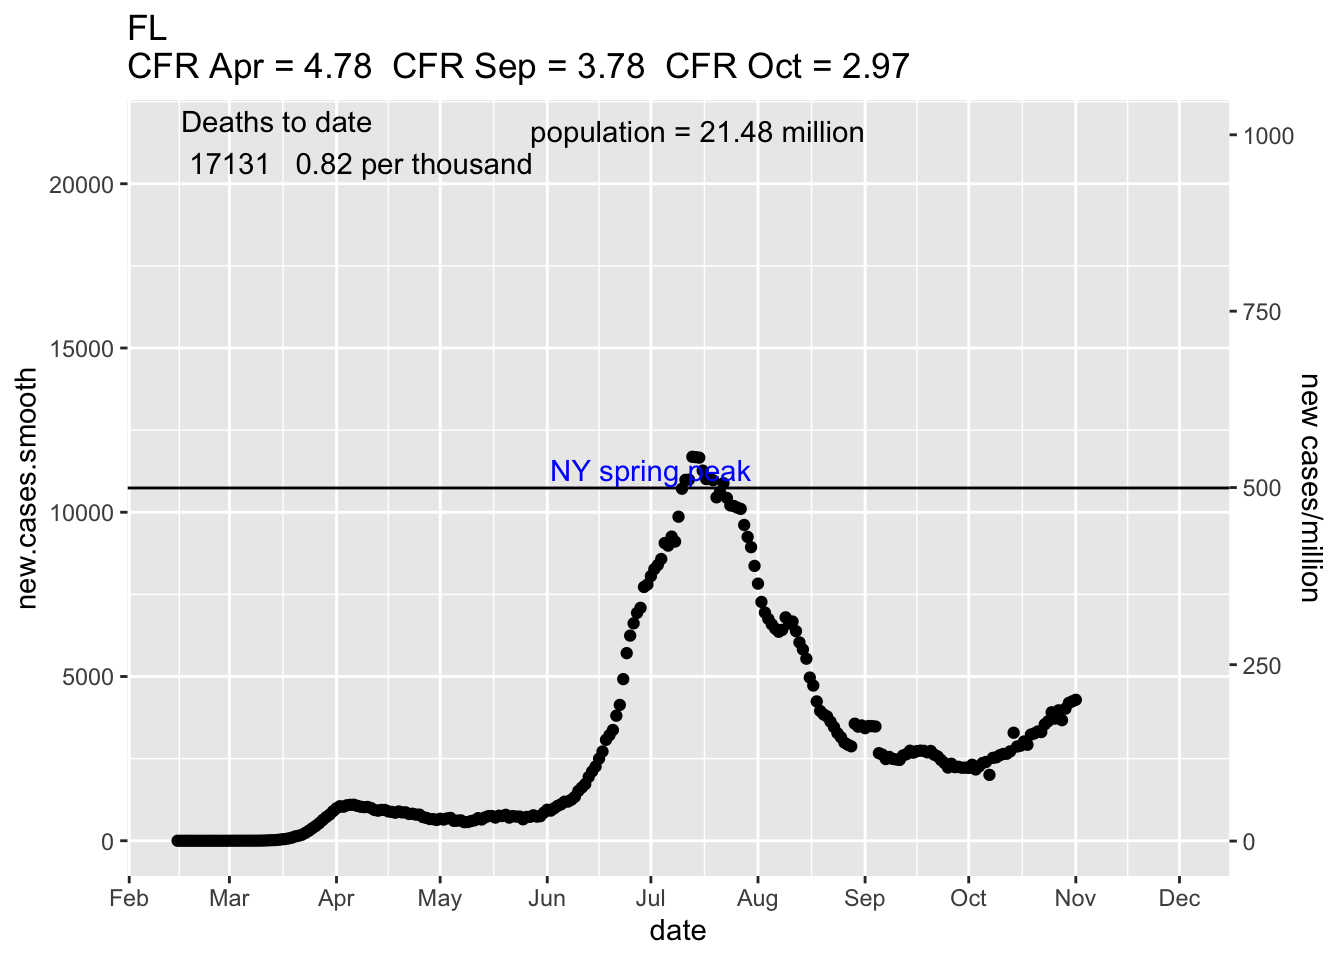 FL
CFR Apr = 4.78  CFR Sep = 3.78  CFR Oct = 2.97
Deaths to date
population = 21.48 million
17131   0.82 per thousand
1000
20000
750
15000
new.cases.smooth
new cases/million
NY spring peak
500
10000
250
5000
0
0
Feb Mar Apr May Jun Jul Aug Sep Oct Nov Dec
date